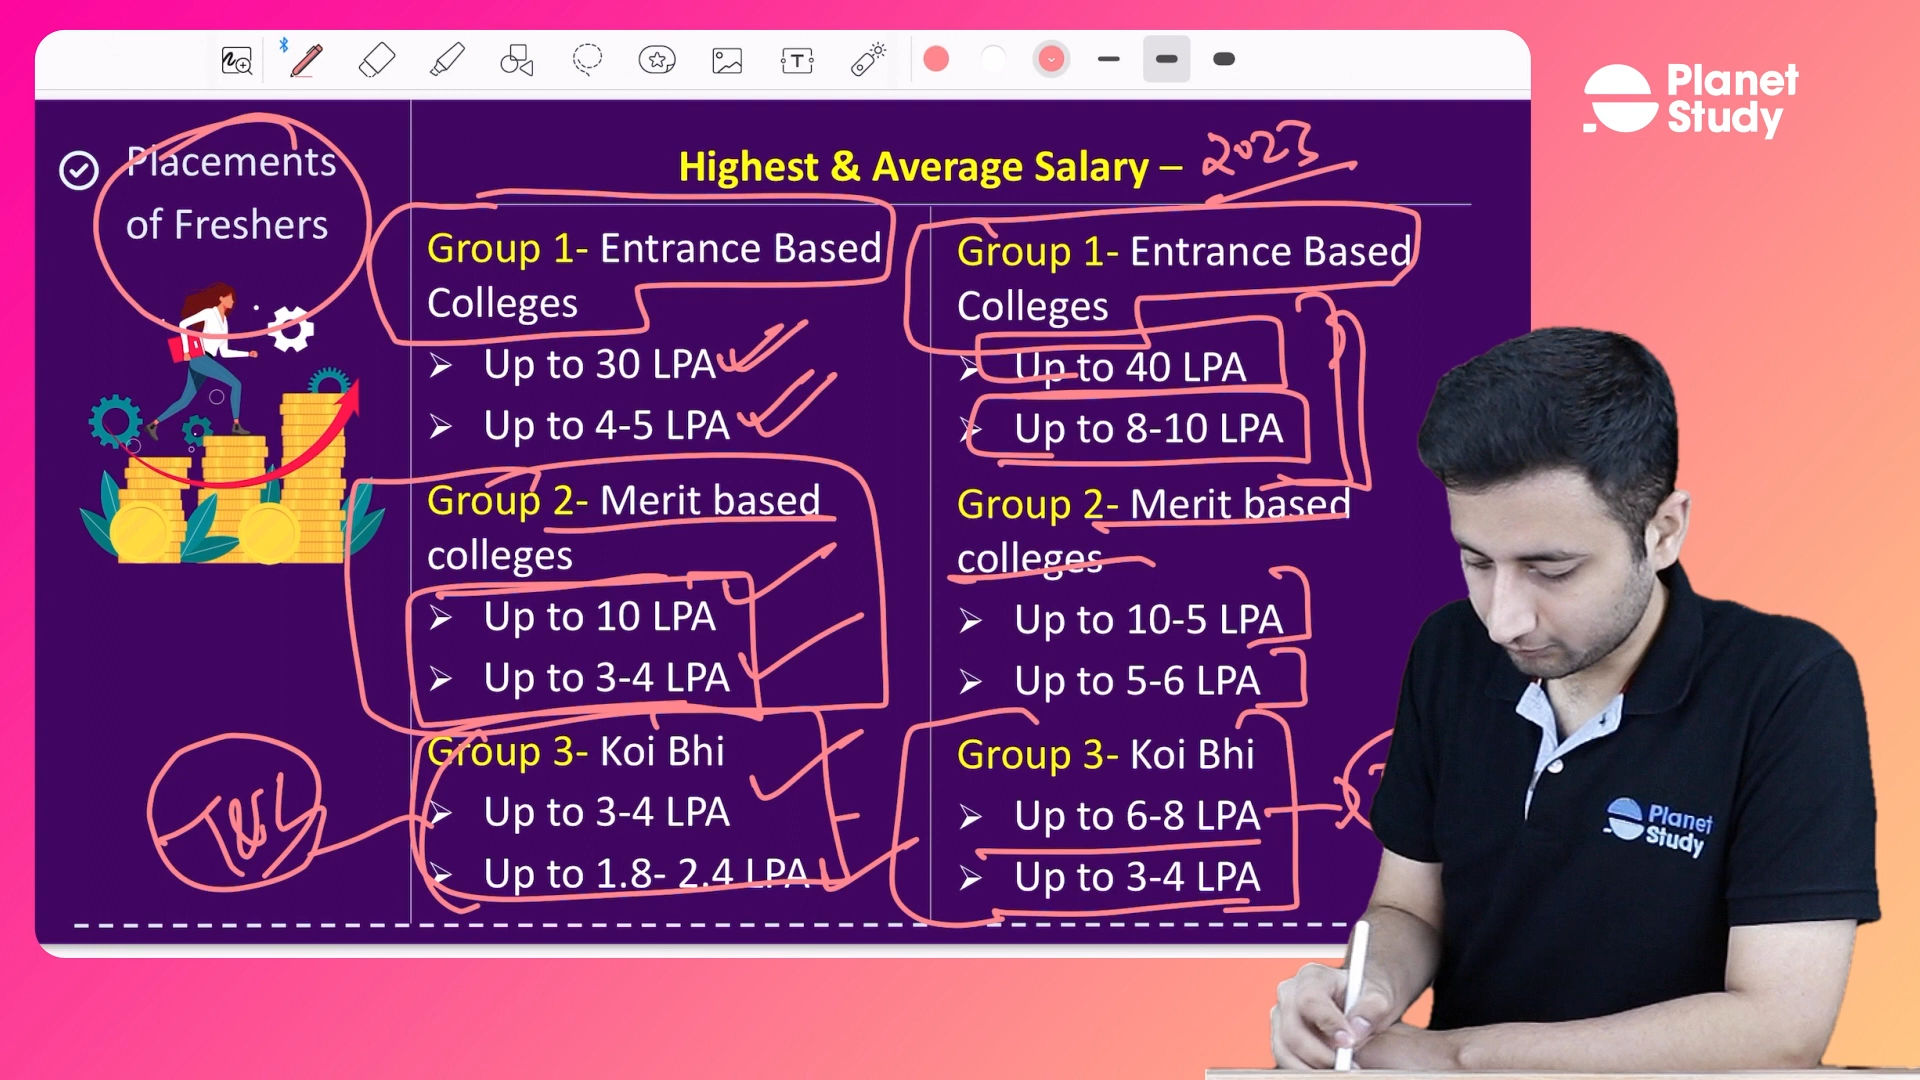 Planet
Study
Placements
of Freshers
Highest & Average Salary – 2023
Group 1- Entrance Based
Colleges
Up to 30 LPA
Up to 4-5 LPA
Group 2- Merit based
colleges
Up to 10 LPA
Up to 3-4 LPA
Group 3- Koi Bhi
Up to 3-4 LPA
Up to 1.8- 2.4 LPA
Group 1- Entrance Based
Colleges
Up to 40 LPA
Up to 8-10 LPA
Group 2- Merit based
colleges
Up to 10-5 LPA
Up to 5-6 LPA
Group 3- Koi Bhi
Up to 6-8 LPA
Up to 3-4 LPA
Planet
Study